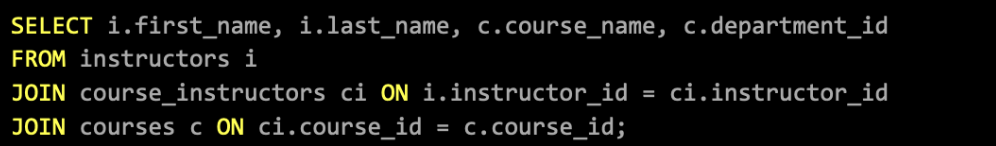 SELECT i.first_name, i.last_name, c.course_name, c.department_id
FROM instructors i
JOIN course_instructors ci ON i.instructor_id = ci.instructor_id
JOIN courses c ON ci.course_id = c.course_id;